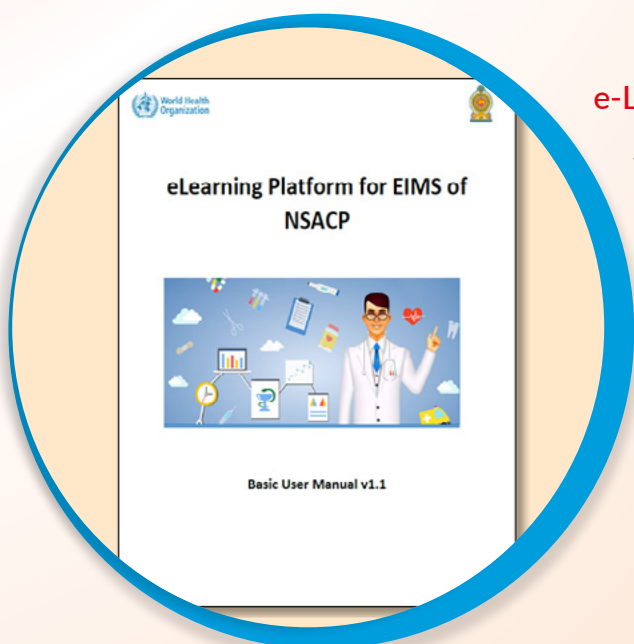 World Health
Organization
e-L
eLearning Platform for EIMS of
NSACP
Basic User Manual v1.1